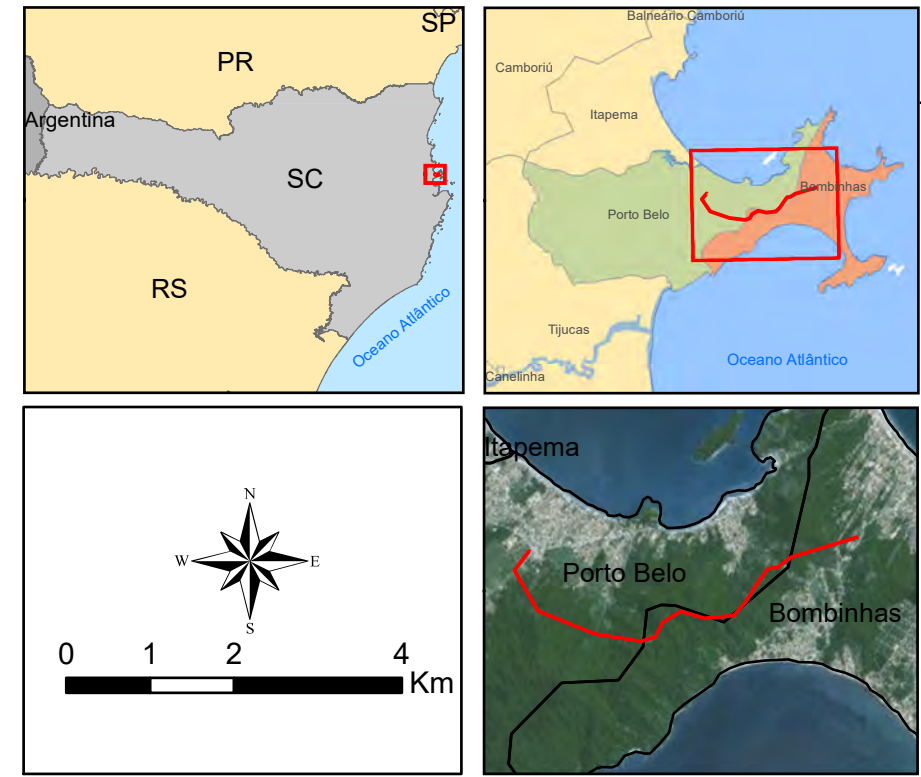 SP
PR
Argentina
SC
RS
Oceano Atlântico
Balneário Camboriú
Camboriú
Itapema
Bombinhas
Porto Belo
Tijucas
Oceano Atlântico
Canelinha
N
W
E
S
0 1 2 4
Km
Itapema
Porto Belo
Bombinhas